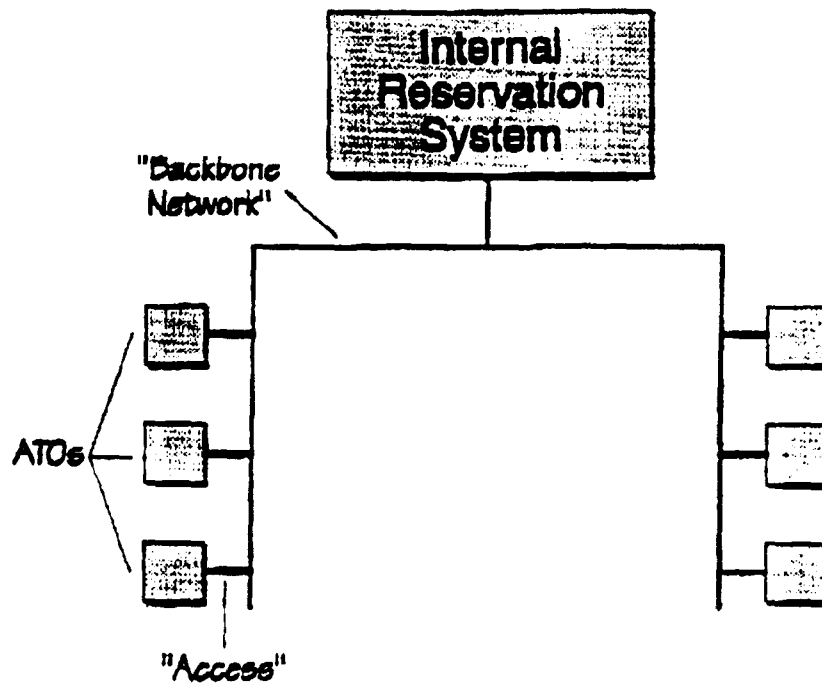 Internal
Reservation
System
"Backbone
Network"
ATOs
"Access"